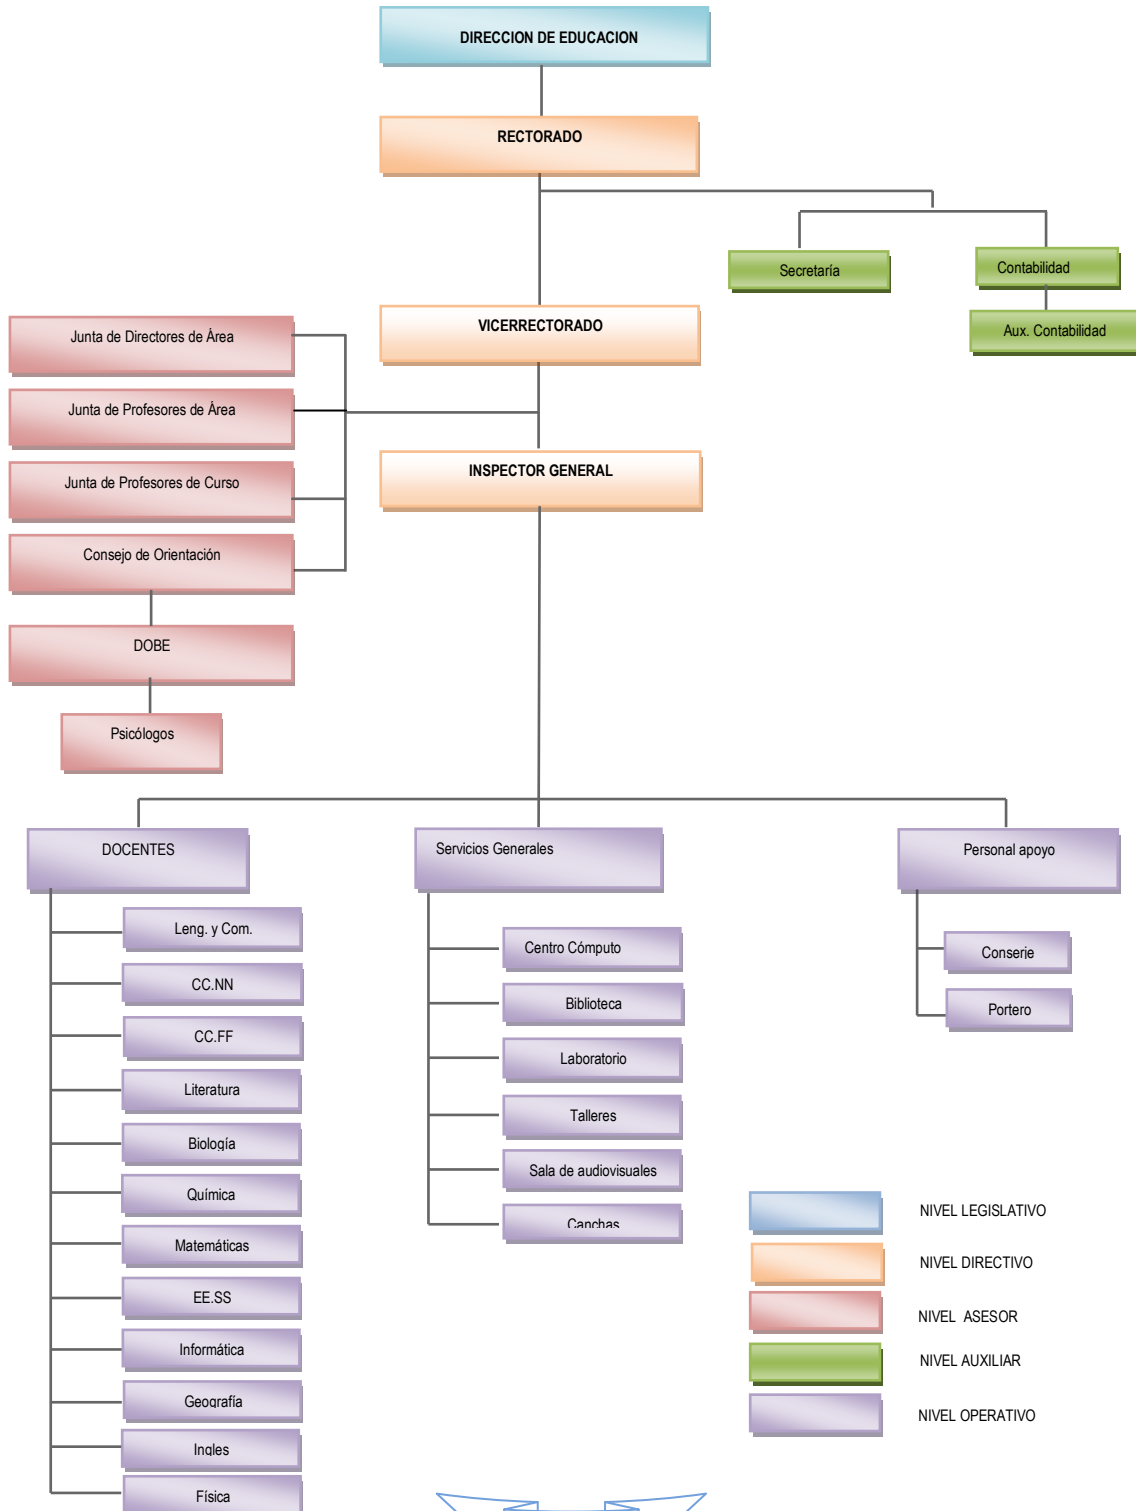 DIRECCION DE EDUCACION
RECTORADO
Secretaría
Contabilidad
Aux. Contabilidad
VICERRECTORADO
Junta de Directores de Área
Junta de Profesores de Área
Junta de Profesores de Curso
Consejo de Orientación
DOBE
Psicólogos
INSPECTOR GENERAL
DOCENTES
Leng. y Com.
CC.NN
CC.FF
Literatura
Biología
Química
Matemáticas
EE.SS
Informática
Geografía
Ingles
Física
Servicios Generales
Centro Cómputo
Biblioteca
Laboratorio
Talleres
Sala de audiovisuales
Canchas
Personal apoyo
Conserje
Portero
NIVEL LEGISLATIVO
NIVEL DIRECTIVO
NIVEL ASESOR
NIVEL AUXILIAR
NIVEL OPERATIVO